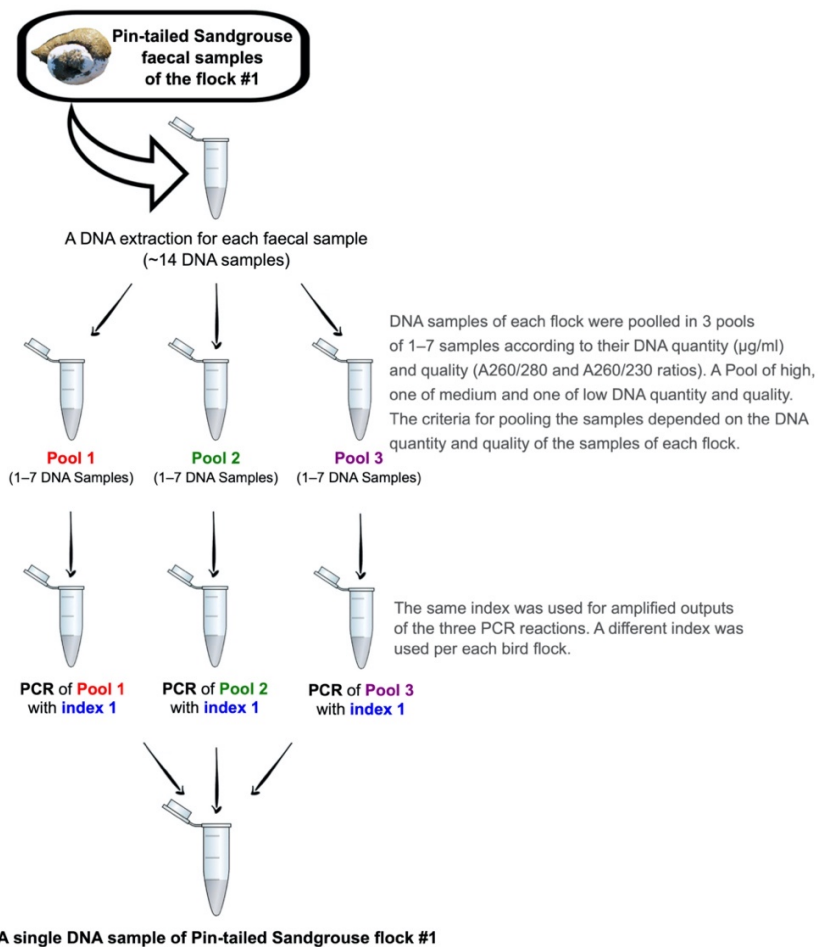 Pin-tailed Sandgrouse
faecal samples
of the flock #1
A DNA extraction for each faecal sample
(~14 DNA samples)
DNA samples of each flock were poolled in 3 pools
of 1–7 samples according to their DNA quantity (µg/ml)
and quality (A260/280 and A260/230 ratios). A Pool of high,
one of medium and one of low DNA quantity and quality.
The criteria for pooling the samples depended on the DNA
quantity and quality of the samples of each flock.
Pool 1
(1–7 DNA Samples)
Pool 2
(1–7 DNA Samples)
Pool 3
(1–7 DNA Samples)
The same index was used for amplified outputs
of the three PCR reactions. A different index was
used per each bird flock.
PCR of Pool 1
with index 1
PCR of Pool 2
with index 1
PCR of Pool 3
with index 1
A single DNA sample of Pin-tailed Sandgrouse flock #1